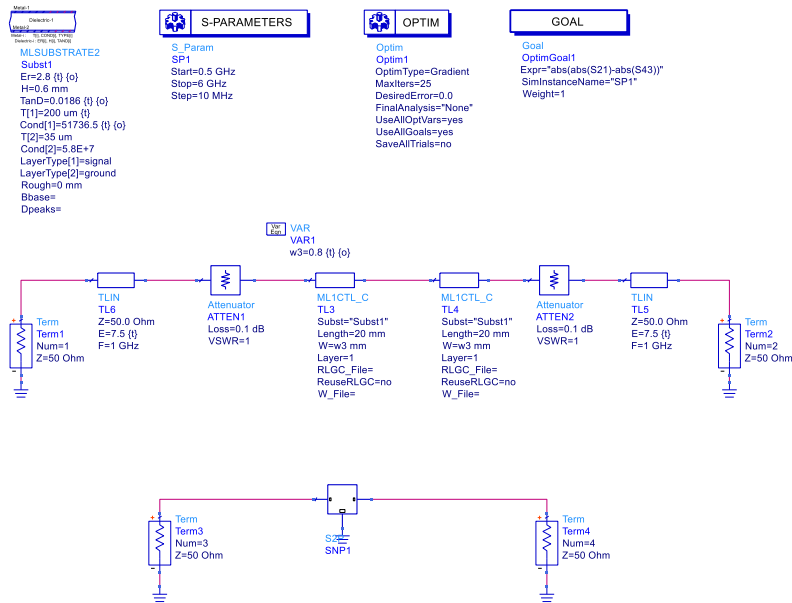 Metal-1
Dielectric-1
Metal-2
Metal-i : T[i], COND[i], TYPE[i]
Dielectric-i : ER[i], H[i], TAND[i]
MLSUBSTRATE2
Subst1
Er=2.8 {t} {o}
H=0.6 mm
TanD=0.0186 {t} {o}
T[1]=200 um {t}
Cond[1]=51736.5 {t} {o}
T[2]=35 um
Cond[2]=5.8E+7
LayerType[1]=signal
LayerType[2]=ground
Rough=0 mm
Bbase=
Dpeaks=
S-PARAMETERS
S_Param
SP1
Start=0.5 GHz
Stop=6 GHz
Step=10 MHz
OPTIM
Optim
Optim1
OptimType=Gradient
MaxIters=25
DesiredError=0.0
FinalAnalysis="None"
UseAllOptVars=yes
UseAllGoals=yes
SaveAllTrials=no
GOAL
Goal
OptimGoal1
Expr="abs(abs(S21)-abs(S43))"
SimInstanceName="SP1"
Weight=1
Var
Eqn
VAR
VAR1
w3=0.8 {t} {o}
Term
Term1
Num=1
Z=50 Ohm
TLIN
TL6
Z=50.0 Ohm
E=7.5 {t}
F=1 GHz
Attenuator
ATTEN1
Loss=0.1 dB
VSWR=1
ML1CTL_C
TL3
Subst="Subst1"
Length=20 mm
W=w3 mm
Layer=1
RLGC_File=
ReuseRLGC=no
W_File=
ML1CTL_C
TL4
Subst="Subst1"
Length=20 mm
W=w3 mm
Layer=1
RLGC_File=
ReuseRLGC=no
W_File=
Attenuator
ATTEN2
Loss=0.1 dB
VSWR=1
TLIN
TL5
Z=50.0 Ohm
E=7.5 {t}
F=1 GHz
Term
Term2
Num=2
Z=50 Ohm
Term
Term3
Num=3
Z=50 Ohm
S2P
SNP1
Term
Term4
Num=4
Z=50 Ohm